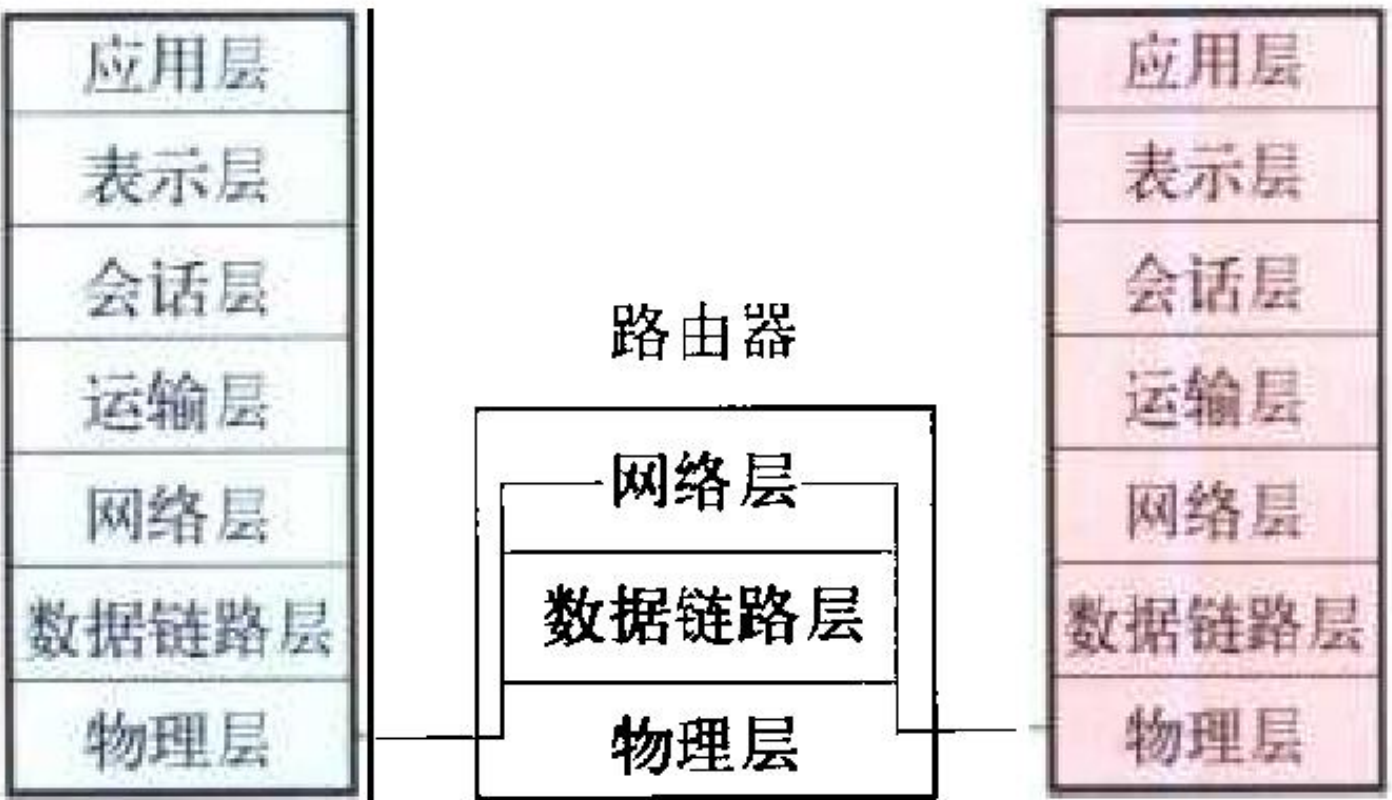 应用层
表示层
会话层
运输层
网络层
数据链路层
物理层
路由器
网络层
数据链路层
物理层
应用层
表示层
会话层
运输层
网络层
数据链路层
物理层